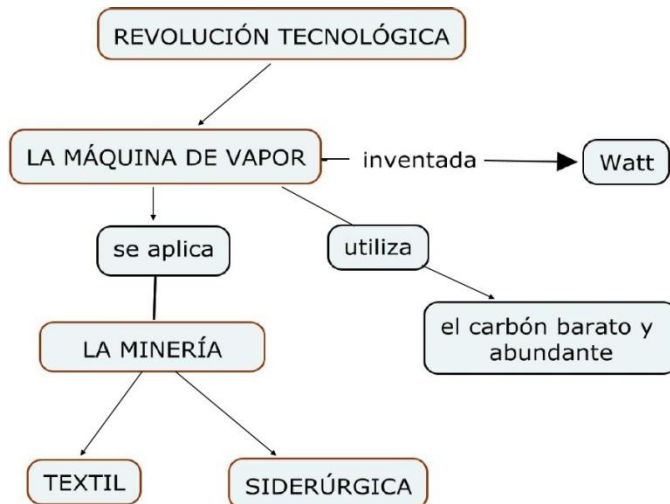 REVOLUCIÓN TECNOLÓGICA
LA MÁQUINA DE VAPOR
inventada
Watt
se aplica
utiliza
el carbón barato y
abundante
LA MINERÍA
TEXTIL
SIDERÚRGICA